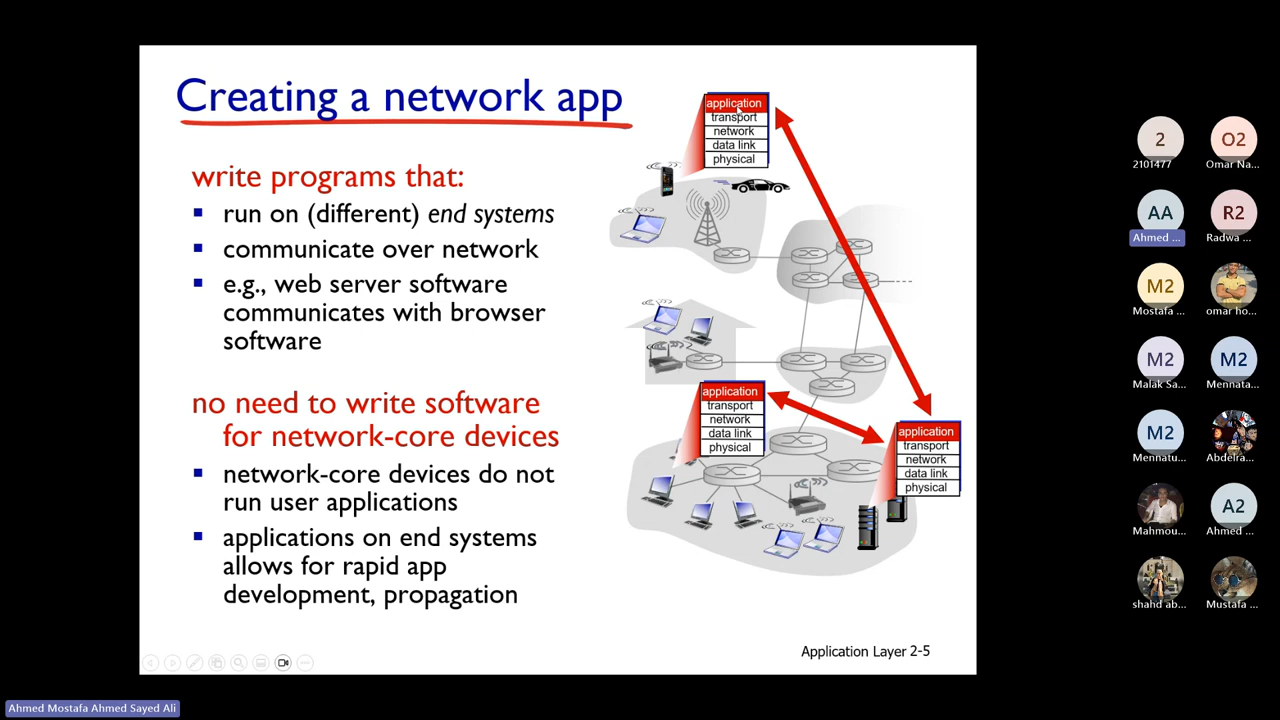 Creating a network app
write programs that:
run on (different) end systems
communicate over network
e.g., web server software
communicates with browser
software
no need to write software
for network-core devices
network-core devices do not
run user applications
applications on end systems
allows for rapid app
development, propagation
application
transport
network
data link
physical
application
transport
network
data link
physical
application
transport
network
data link
physical
Application Layer 2-5
2
2101477
O2
Omar Na...
AA
Ahmed ...
R2
Radwa ...
M2
Mostafa ...
omar ho...
M2
Malak Sa...
M2
Mennata...
M2
Mennatu...
Abdelra...
Mahmou...
A2
Ahmed ...
shahd ab...
Mustafa ...
Ahmed Mostafa Ahmed Sayed Ali